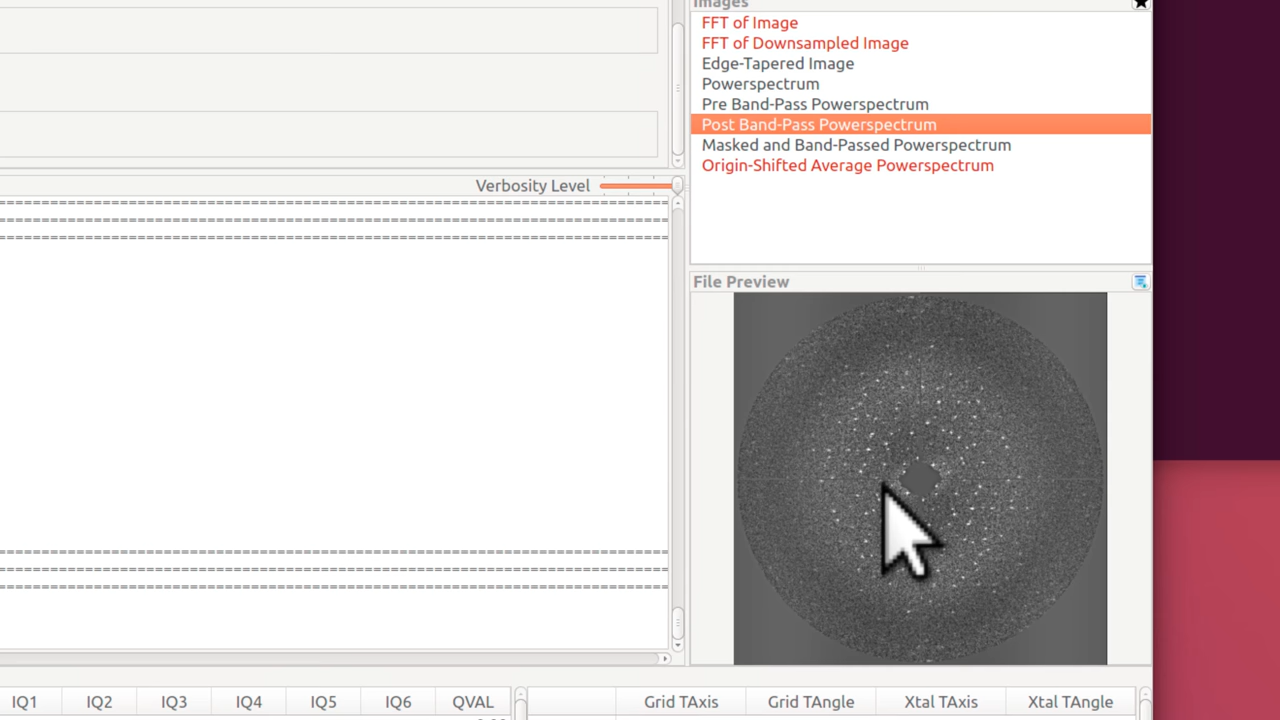 Images
FFT of Image
FFT of Downsampled Image
Edge-Tapered Image
Powerspectrum
Pre Band-Pass Powerspectrum
Post Band-Pass Powerspectrum
Masked and Band-Passed Powerspectrum
Origin-Shifted Average Powerspectrum
Verbosity Level
File Preview
IQ1 IQ2 IQ3 IQ4 IQ5 IQ6 QVAL Grid TAxis Grid TAngle Xtal TAxis Xtal TAngle